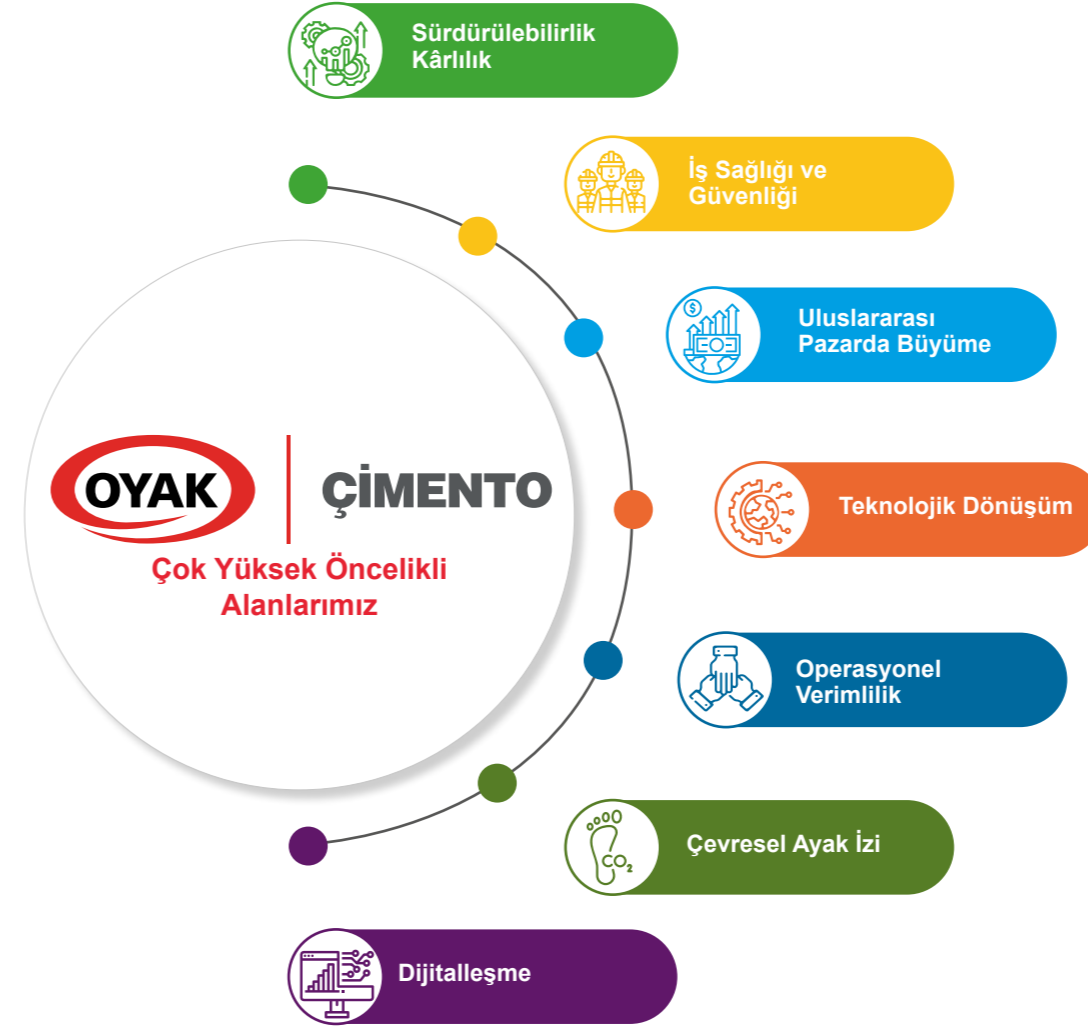 Sürdürülebilirlik
Kârlılık
İş Sağlığı ve
Güvenliği
$
Uluslararası
Pazarda Büyüme
OYAK
ÇİMENTO
Çok Yüksek Öncelikli
Alanlarımız
Teknolojik Dönüşüm
Operasyonel
Verimlilik
CO₂
Çevresel Ayak İzi
Dijitalleşme